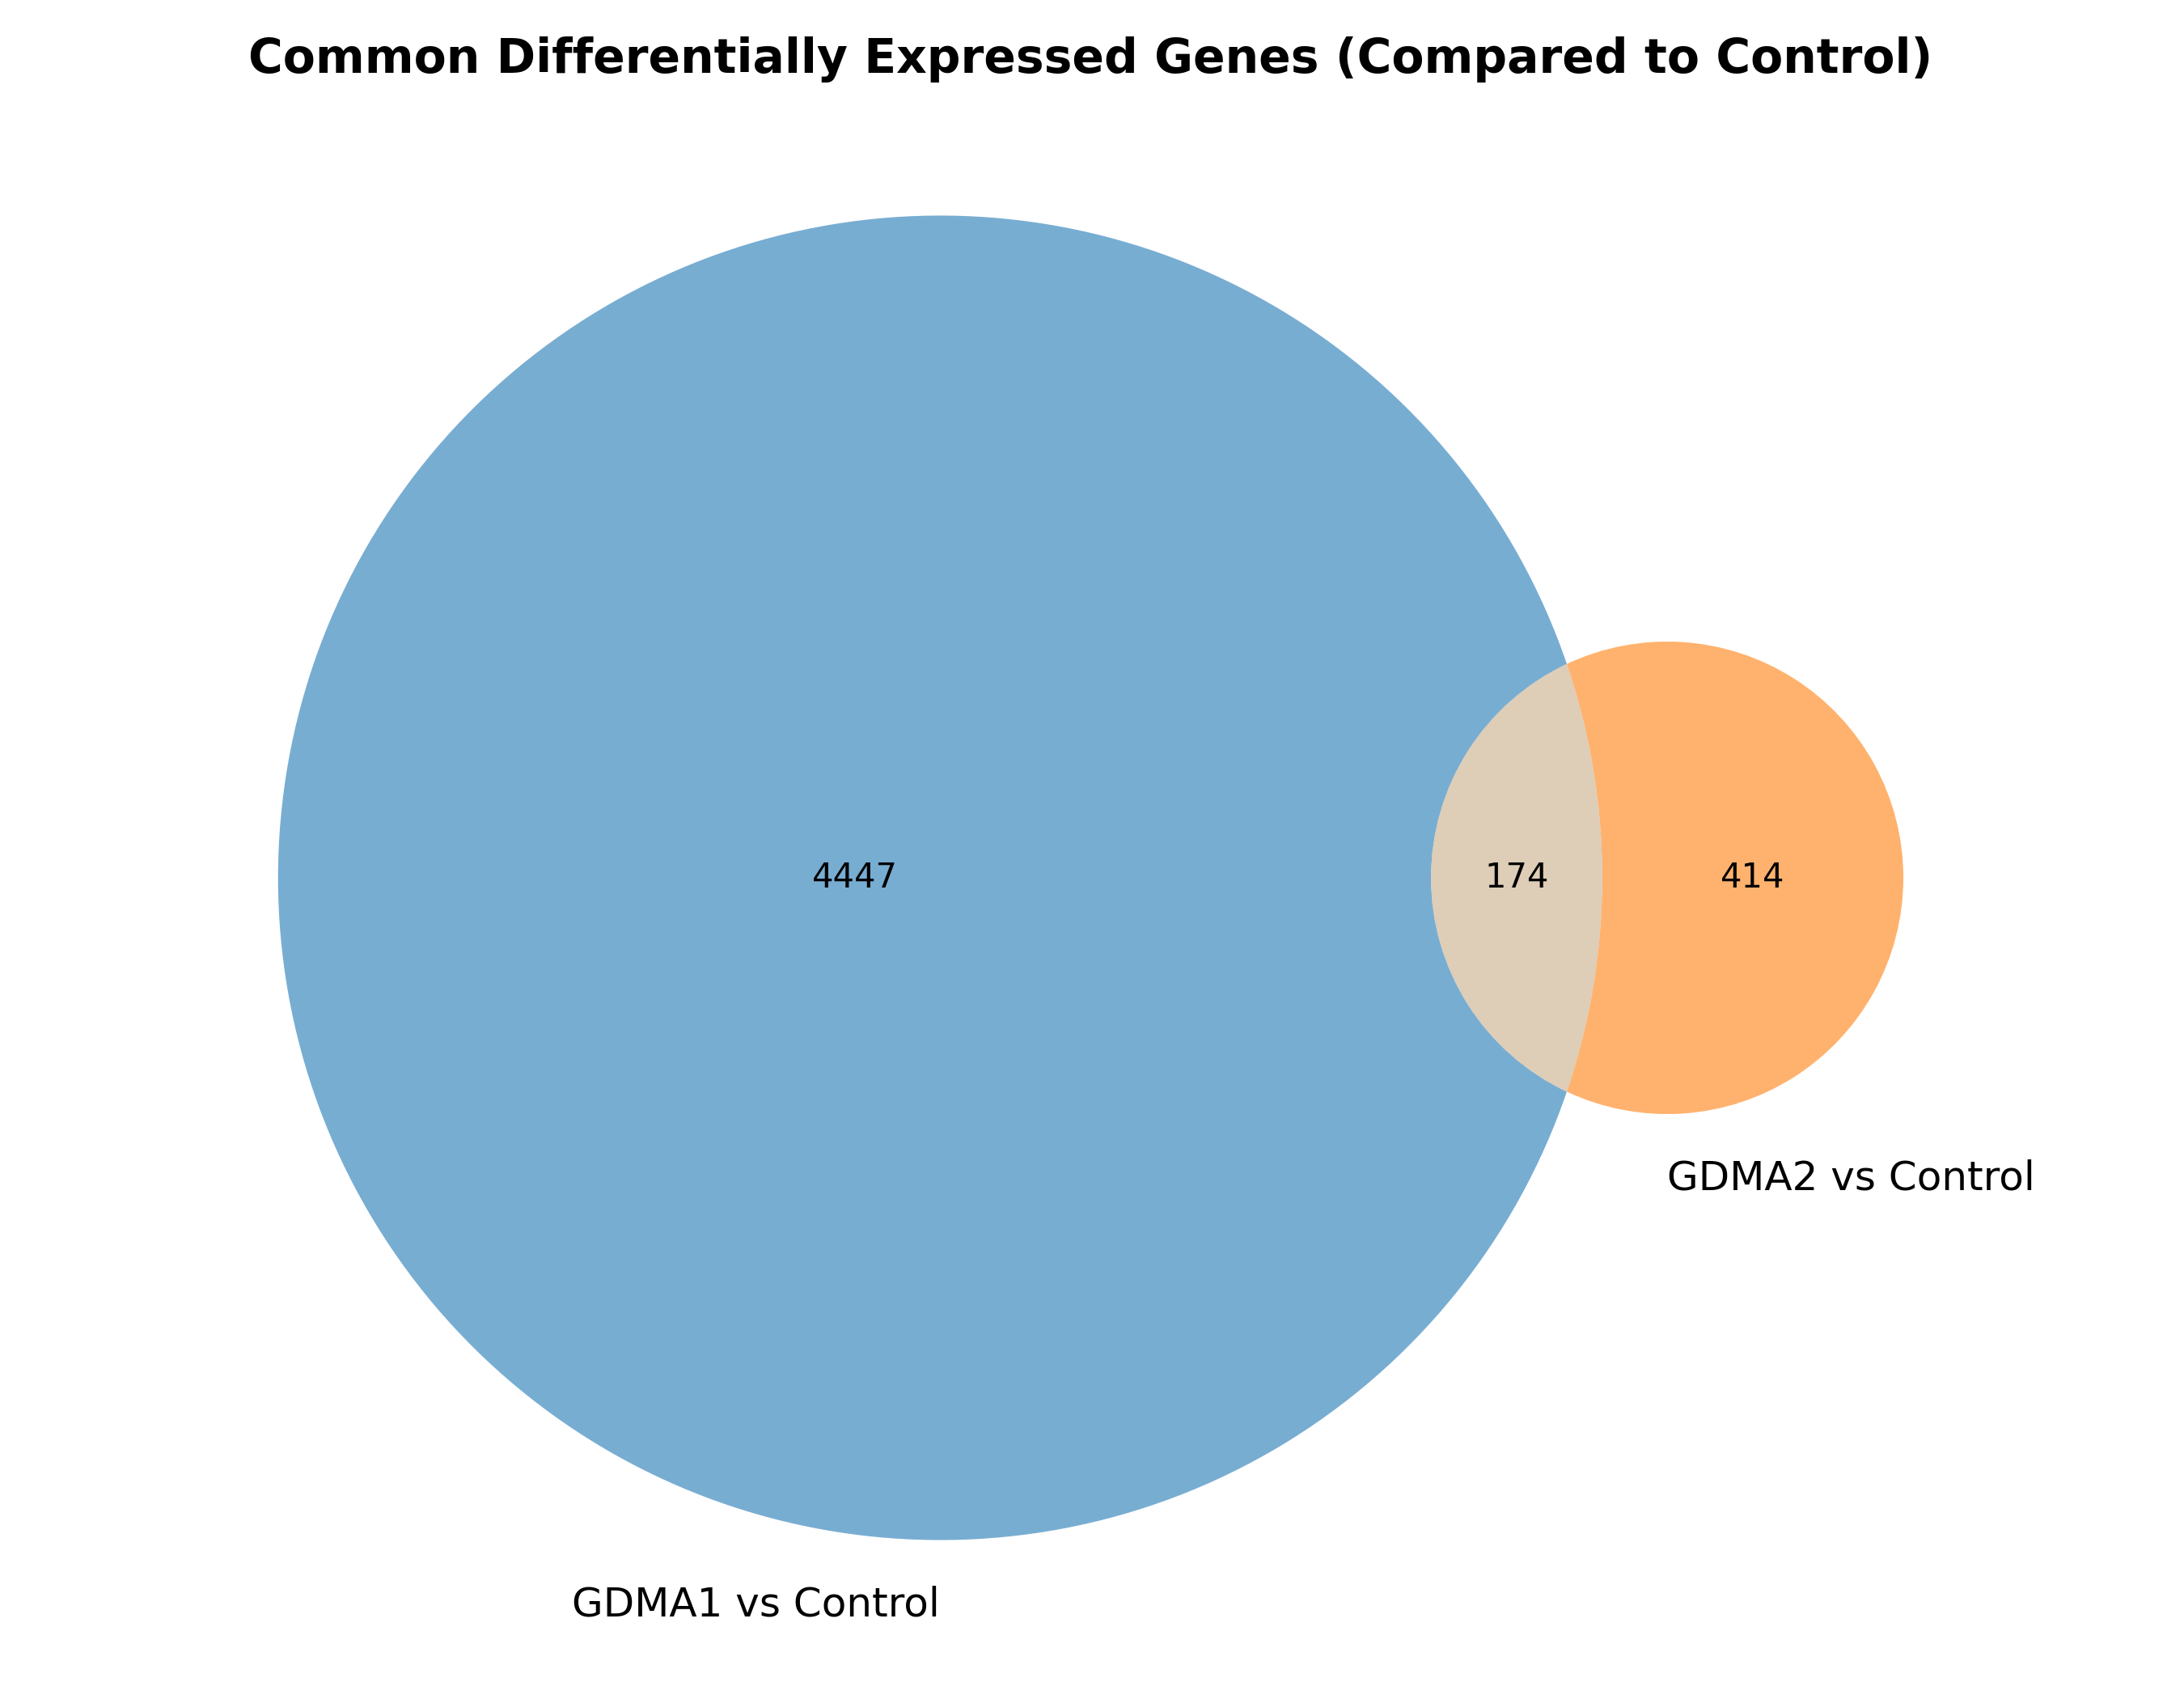 Common Differentially Expressed Genes (Compared to Control)
4447
174
414
GDMA2 vs Control
GDMA1 vs Control